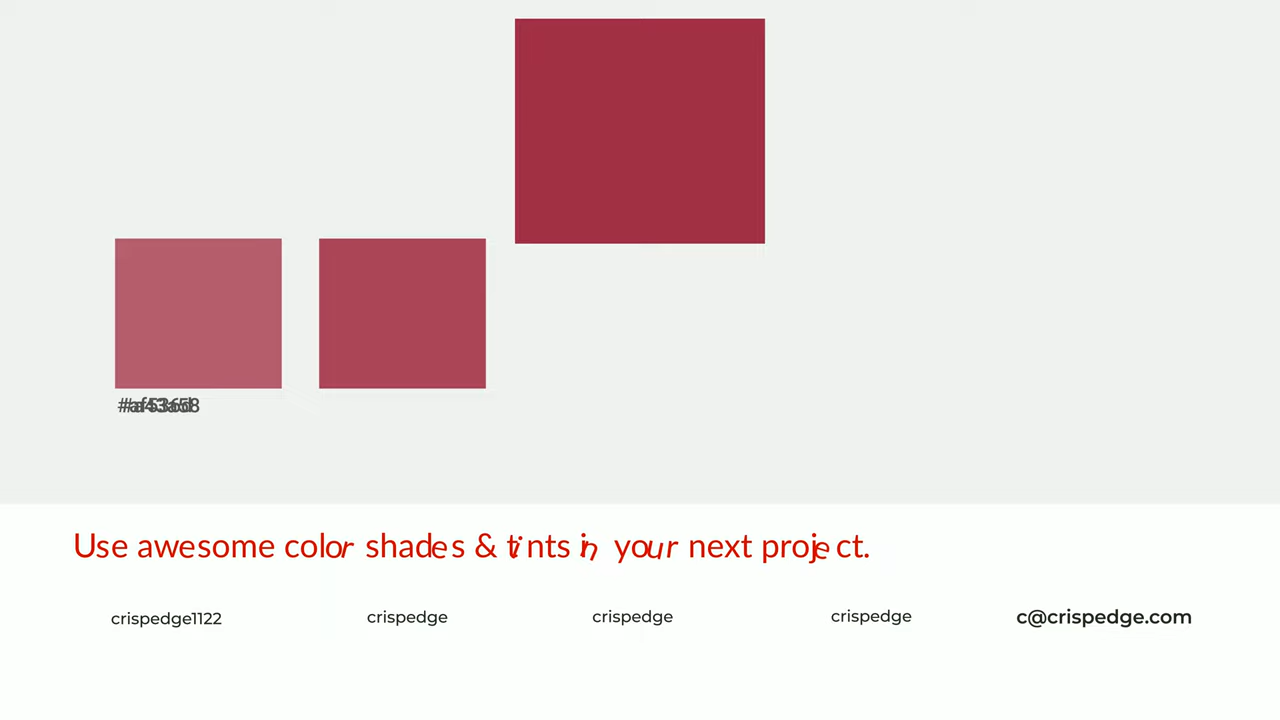 Use awesome color shades & tints in your next project.
crispedge1122 crispedge crispedge crispedge c@crispedge.com